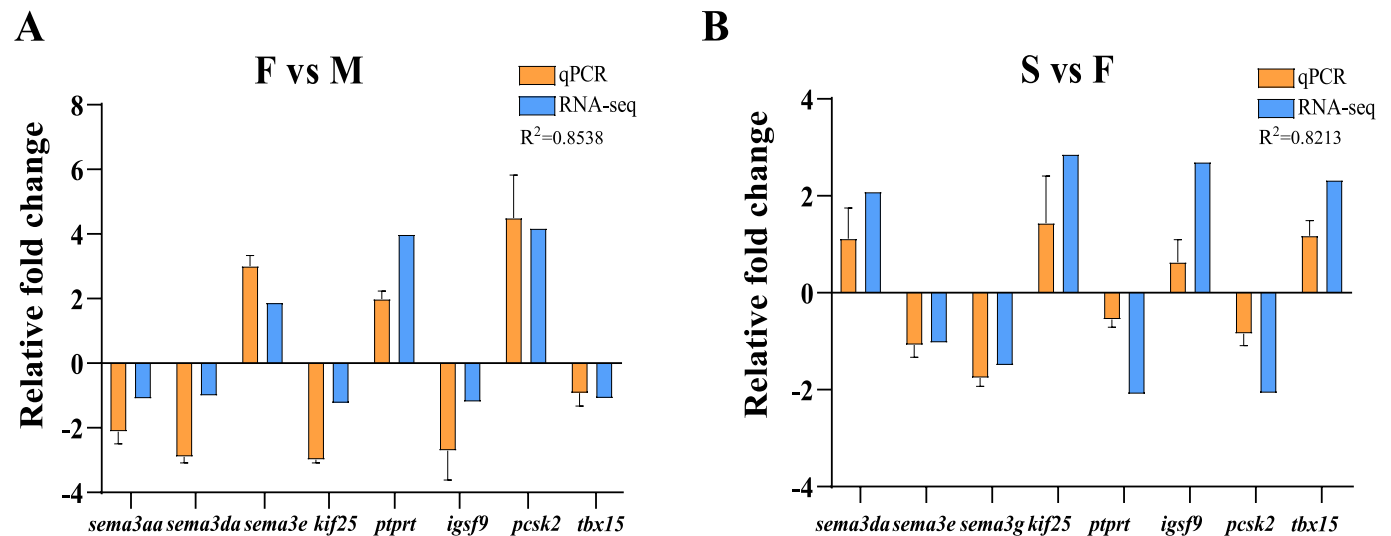 A
F vs M
qPCR
RNA-seq
R²=0.8538
Relative fold change
8
6
4
2
0
-2
-4
sema3aa sema3da sema3e kif25 ptprt igsf9 pcsk2 tbx15
B
S vs F
qPCR
RNA-seq
R²=0.8213
Relative fold change
4
2
0
-2
-4
sema3da sema3e sema3g kif25 ptprt igsf9 pcsk2 tbx15